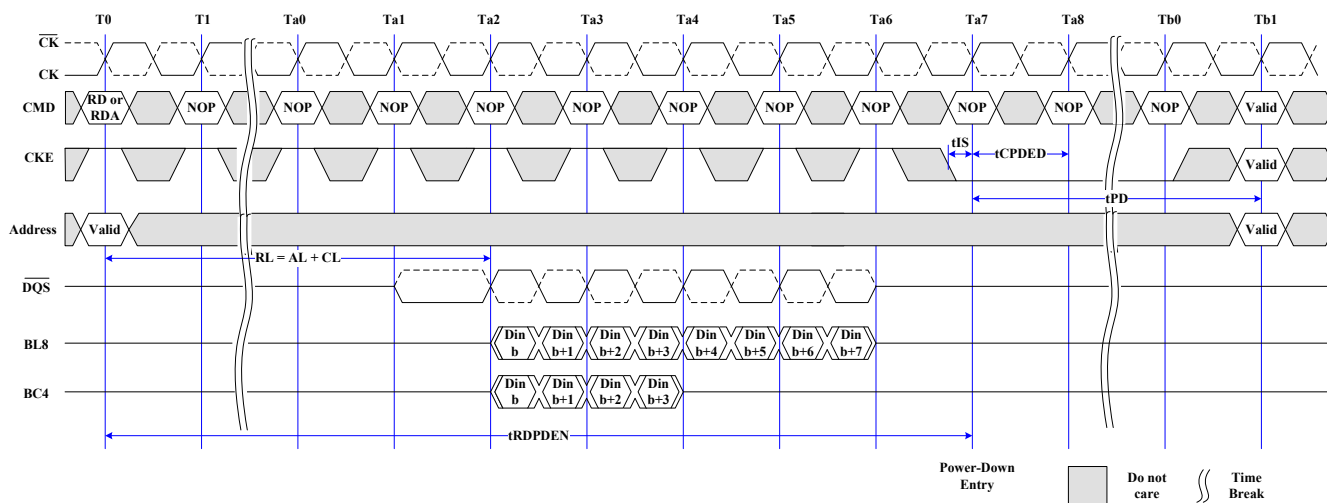 T0 T1 Ta0 Ta1 Ta2 Ta3 Ta4 Ta5 Ta6 Ta7 Ta8 Tb0 Tb1
CK
CK
CMD RD or RDA NOP NOP NOP NOP NOP NOP NOP NOP NOP NOP NOP Valid
tIS
CKE tCPDED Valid
tPD
Address Valid Valid
RL = AL + CL
DQS
BL8 Din b Din b+1 Din b+2 Din b+3 Din b+4 Din b+5 Din b+6 Din b+7
BC4 Din b Din b+1 Din b+2 Din b+3
tRDPDEN
Power-Down Entry
Do not care
Time Break